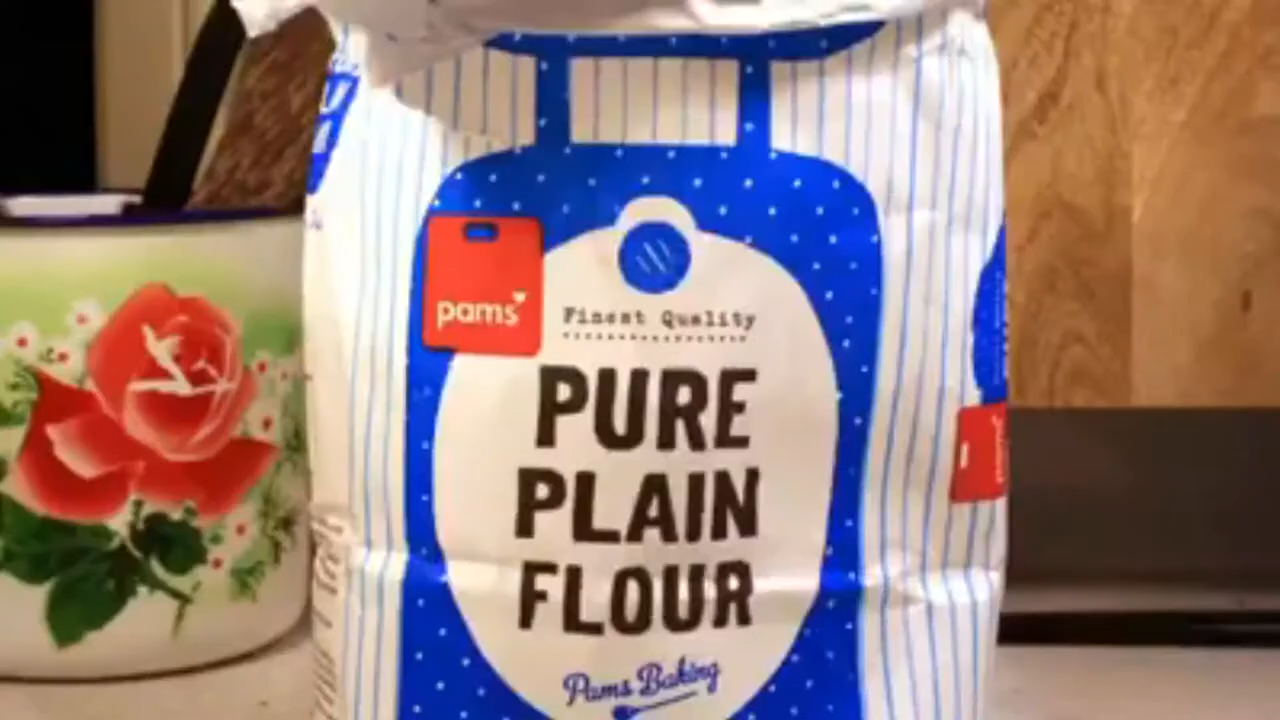 pams
Finest Quality
PURE
PLAIN
FLOUR
Pams Baking